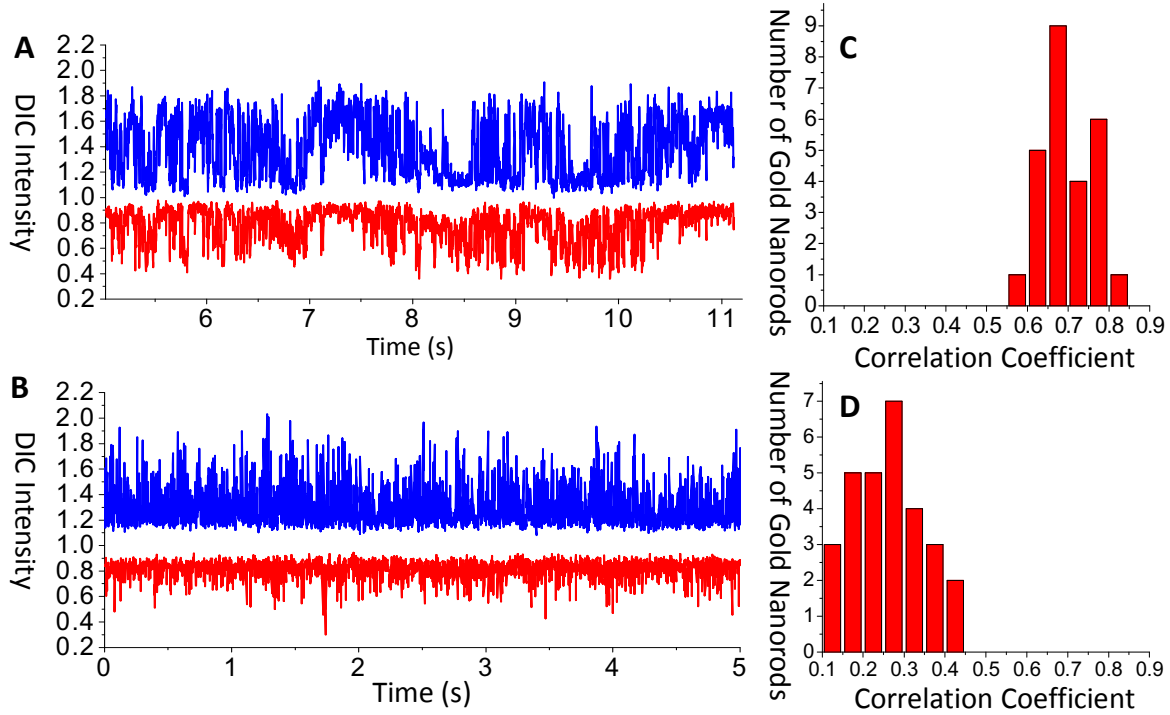 A
2.2
2.0
1.8
1.6
1.4
1.2
1.0
0.8
0.6
0.4
0.2
DIC Intensity
6 7 8 9 10 11
Time (s)
B
2.2
2.0
1.8
1.6
1.4
1.2
1.0
0.8
0.6
0.4
0.2
DIC Intensity
0 1 2 3 4 5
Time (s)
C
9
8
7
6
5
4
3
2
1
0
Number of Gold Nanorods
0.1 0.2 0.3 0.4 0.5 0.6 0.7 0.8 0.9
Correlation Coefficient
D
7
6
5
4
3
2
1
0
Number of Gold Nanorods
0.1 0.2 0.3 0.4 0.5 0.6 0.7 0.8 0.9
Correlation Coefficient